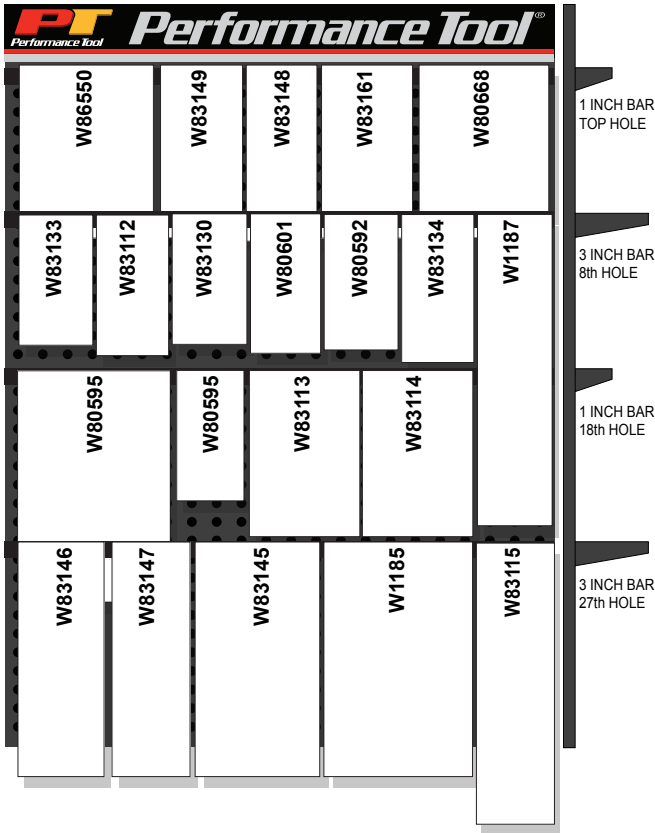 PT Performance Tool®
Performance Tool
W86550
W83149
W83148
W83161
W80668
1 INCH BAR
TOP HOLE
W83133
W83112
W83130
W80601
W80592
W83134
W1187
3 INCH BAR
8th HOLE
W80595
W80595
W83113
W83114
1 INCH BAR
18th HOLE
W83146
W83147
W83145
W1185
W83115
3 INCH BAR
27th HOLE